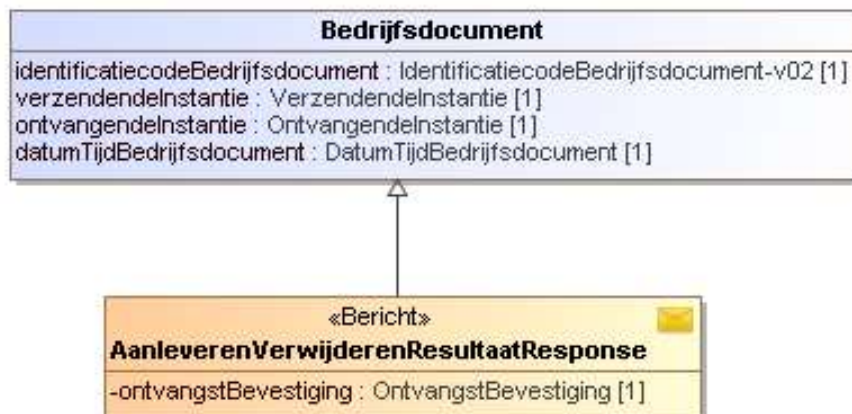 Bedrijfsdocument
identificatiecodeBedrijfsdocument : IdentificatiecodeBedrijfsdocument-v02 [1]
verzendendeInstantie : VerzendendeInstantie [1]
ontvangendeInstantie : OntvangendeInstantie [1]
datumTijdBedrijfsdocument : DatumTijdBedrijfsdocument [1]
«Bericht»
AanleverenVerwijderenResultaatResponse
-ontvangstBevestiging : OntvangstBevestiging [1]